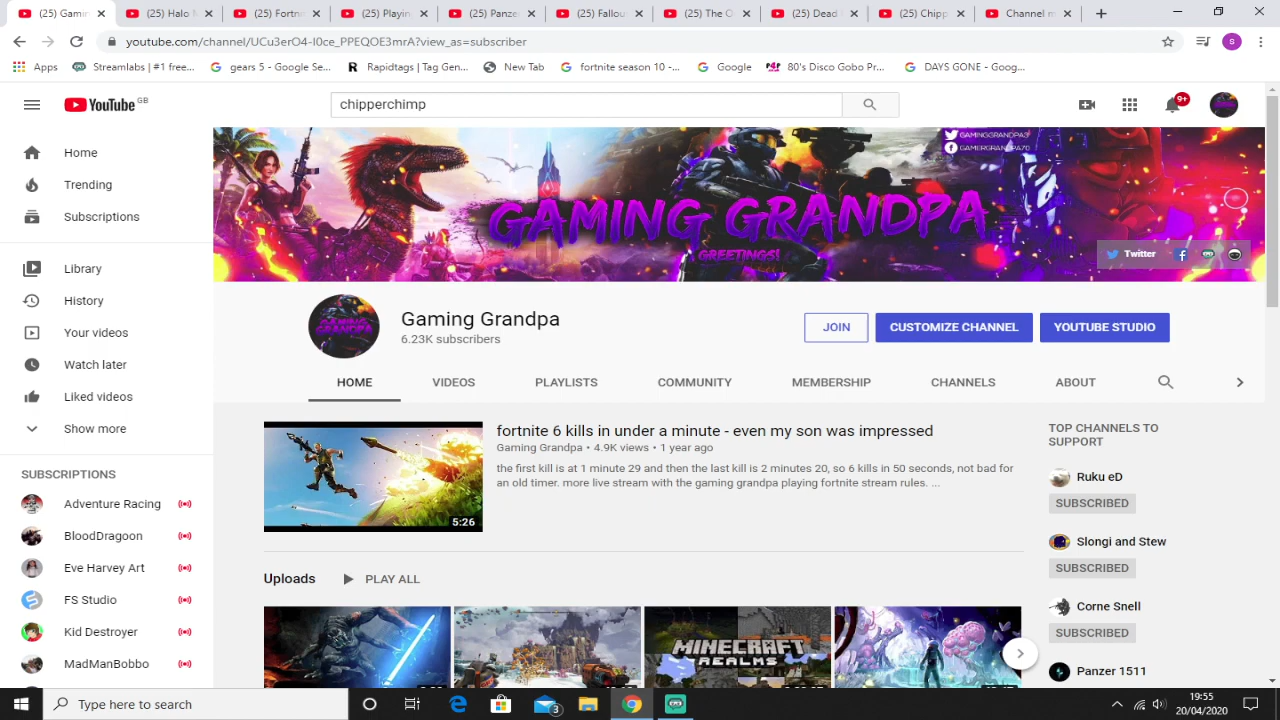 (25) Gami
(25) Halo
(25) Fortn
(25) Playin
(25) Panze
(25) Fallou
(25) The O
(25) Dead
(25) Chipp
Channel m
youtube.com/channel/UCu3erO4-I0ce_PPEQOE3mrA?view_as=subscriber
S
Apps
Streamlabs | #1 free...
gears 5 - Google Se...
Rapidtags | Tag Gen...
New Tab
fortnite season 10 -...
Google
80's Disco Gobo Pr...
DAYS GONE - Goog...
YouTube GB
chipperchimp
9+
Home
Trending
Subscriptions
Library
History
Your videos
Watch later
Liked videos
Show more
SUBSCRIPTIONS
Adventure Racing
BloodDragoon
Eve Harvey Art
FS Studio
Kid Destroyer
MadManBobbo
GAMINGGRANDPA3
GAMERGRANDPA70
GAMING GRANDPA
GREETINGS!
Twitter
GAMING GRANDPA
Gaming Grandpa
6.23K subscribers
JOIN
CUSTOMIZE CHANNEL
YOUTUBE STUDIO
HOME
VIDEOS
PLAYLISTS
COMMUNITY
MEMBERSHIP
CHANNELS
ABOUT
5:26
fortnite 6 kills in under a minute - even my son was impressed
Gaming Grandpa • 4.9K views • 1 year ago
the first kill is at 1 minute 29 and then the last kill is 2 minutes 20, so 6 kills in 50 seconds, not bad for
an old timer. more live stream with the gaming grandpa playing fortnite stream rules. ...
Uploads
PLAY ALL
MINECRAFT
REALMS
TOP CHANNELS TO
SUPPORT
Ruku eD
SUBSCRIBED
Slongi and Stew
SUBSCRIBED
Corne Snell
SUBSCRIBED
Panzer 1511
Type here to search
3
19:55
20/04/2020